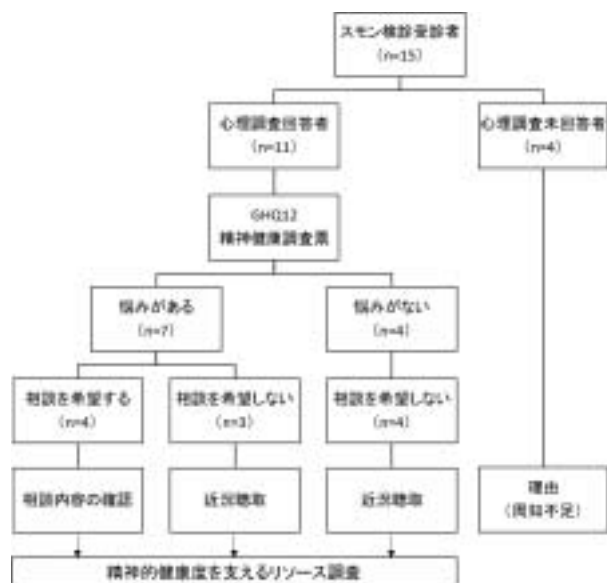 スモン検診受診者
(n=15)
心理調査回答者
(n=11)
心理調査未回答者
(n=4)
GHQ12
精神健康調査票
悩みがある
(n=7)
悩みがない
(n=4)
相談を希望する
(n=4)
相談を希望しない
(n=3)
相談を希望しない
(n=4)
相談内容の確認
近況聴取
近況聴取
理由
(周知不足)
精神的健康度を支えるリソース調査